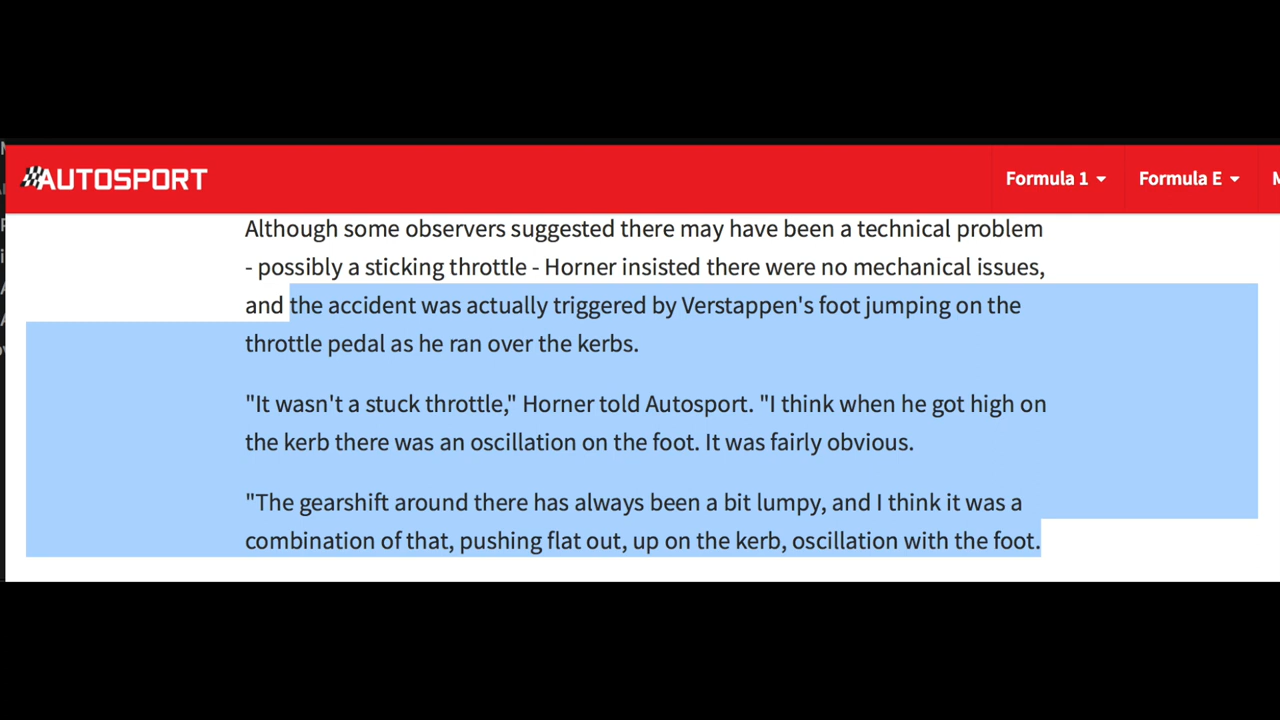 AUTOSPORT
Formula 1
Formula E
Although some observers suggested there may have been a technical problem
- possibly a sticking throttle - Horner insisted there were no mechanical issues,
and the accident was actually triggered by Verstappen's foot jumping on the
throttle pedal as he ran over the kerbs.
"It wasn't a stuck throttle," Horner told Autosport. "I think when he got high on
the kerb there was an oscillation on the foot. It was fairly obvious.
"The gearshift around there has always been a bit lumpy, and I think it was a
combination of that, pushing flat out, up on the kerb, oscillation with the foot.